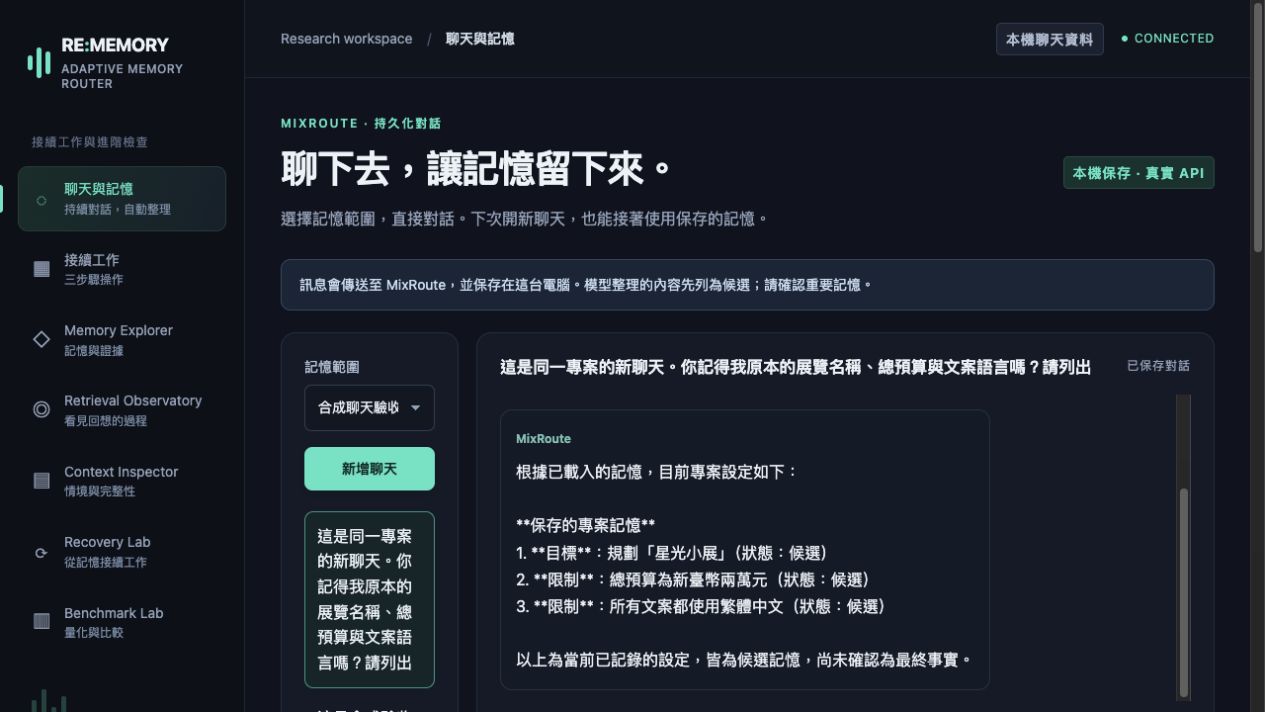 RE:MEMORY
ADAPTIVE MEMORY
ROUTER
接續工作與進階檢查
聊天與記憶
持續對話，自動整理
接續工作
三步驟操作
Memory Explorer
記憶與證據
Retrieval Observatory
看見回想的過程
Context Inspector
情境與完整性
Recovery Lab
從記憶接續工作
Benchmark Lab
量化與比較
Research workspace / 聊天與記憶
本機聊天資料
CONNECTED
MIXROUTE · 持久化對話
聊下去，讓記憶留下來。
本機保存 · 真實 API
選擇記憶範圍，直接對話。下次開新聊天，也能接著使用保存的記憶。
訊息會傳送至 MixRoute，並保存在這台電腦。模型整理的內容先列為候選；請確認重要記憶。
記憶範圍
合成聊天驗收
新增聊天
這是同一專案
的新聊天。你
記得我原本的
展覽名稱、總
預算與文案語
言嗎？請列出
這是同一專案的新聊天。你記得我原本的展覽名稱、總預算與文案語言嗎？請列出
已保存對話
MixRoute
根據已載入的記憶，目前專案設定如下：
**保存的專案記憶**
1. **目標**：規劃「星光小展」（狀態：候選）
2. **限制**：總預算為新臺幣兩萬元（狀態：候選）
3. **限制**：所有文案都使用繁體中文（狀態：候選）
以上為當前已記錄的設定，皆為候選記憶，尚未確認為最終事實。